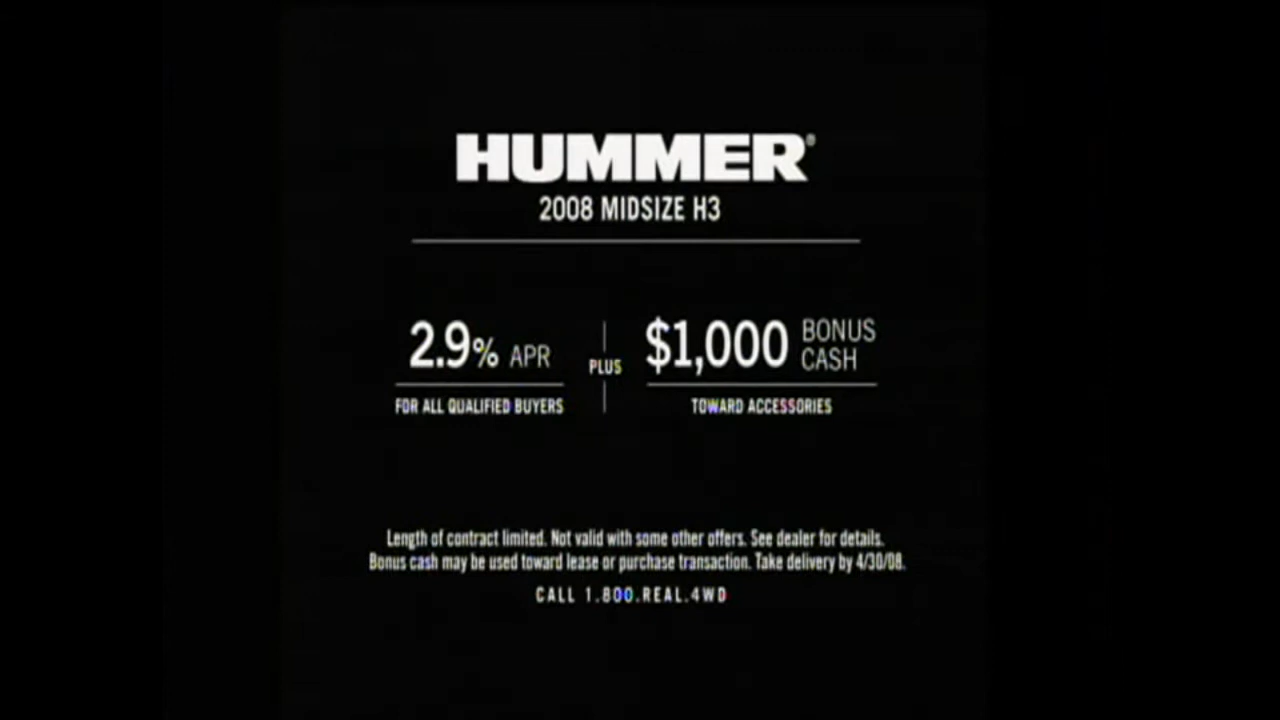 HUMMER®
2008 MIDSIZE H3
2.9% APR
FOR ALL QUALIFIED BUYERS
PLUS
$1,000 BONUS CASH
TOWARD ACCESSORIES
Length of contract limited. Not valid with some other offers. See dealer for details.
Bonus cash may be used toward lease or purchase transaction. Take delivery by 4/30/08.
CALL 1.800.REAL.4WD